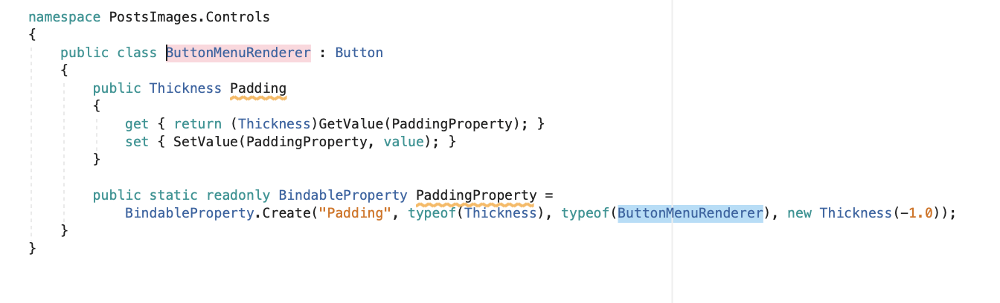 namespace PostsImages.Controls
{
    public class ButtonMenuRenderer : Button
    {
        public Thickness Padding
        {
            get { return (Thickness)GetValue(PaddingProperty); }
            set { SetValue(PaddingProperty, value); }
        }

        public static readonly BindableProperty PaddingProperty =
            BindableProperty.Create("Padding", typeof(Thickness), typeof(ButtonMenuRenderer), new Thickness(-1.0));
    }
}